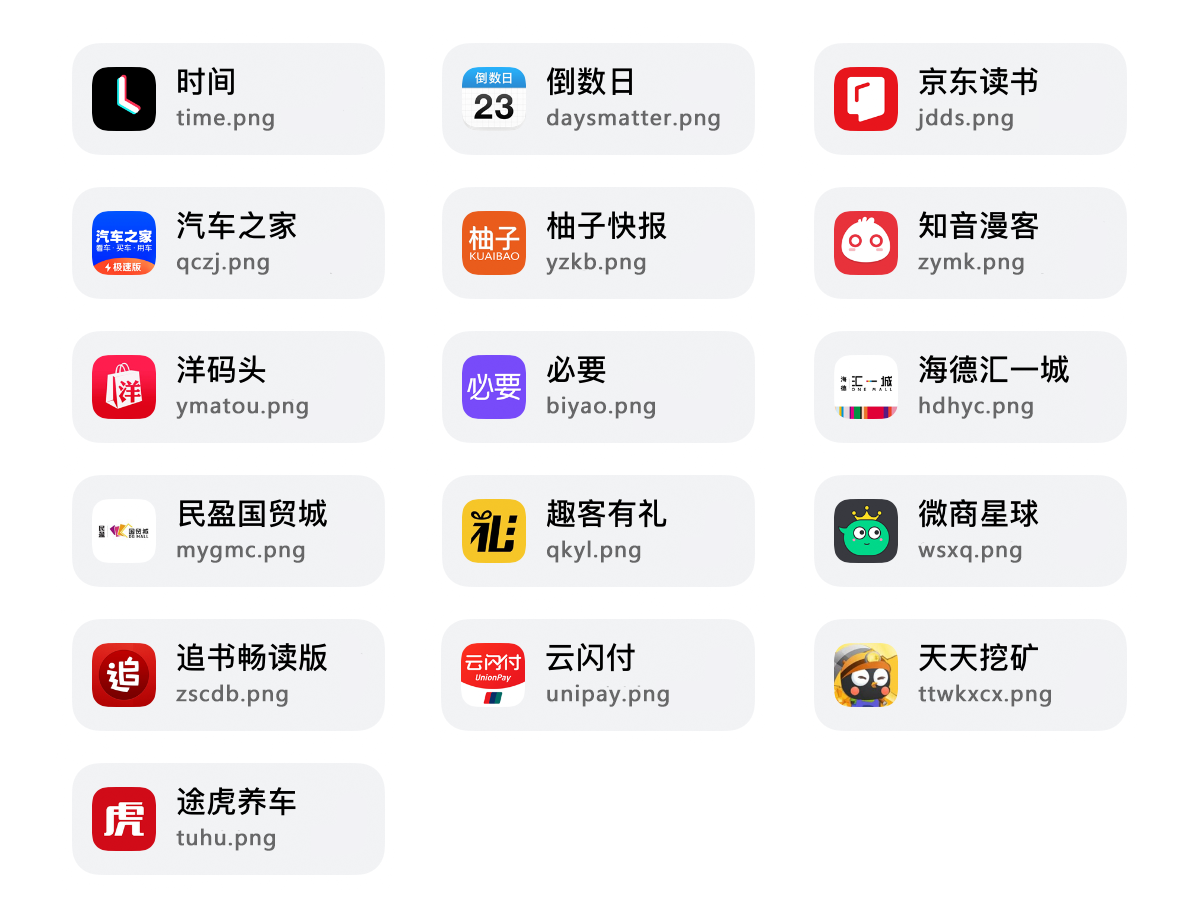 时间
time.png
倒数日
23
倒数日
daysmatter.png
京东读书
jdds.png
汽车之家
看车·买车·用车
极速版
汽车之家
qczj.png
柚子
KUAIBAO
柚子快报
yzkb.png
知音漫客
zymk.png
洋
洋码头
ymatou.png
必要
必要
biyao.png
海德
汇一城
ONE MALL
海德汇一城
hdhyc.png
民盈
国贸城
民盈国贸城
mygmc.png
礼
趣客有礼
qkyl.png
微商星球
wsxq.png
追
追书畅读版
zscdb.png
云闪付
UnionPay
云闪付
unipay.png
天天挖矿
ttwkxcx.png
虎
途虎养车
tuhu.png